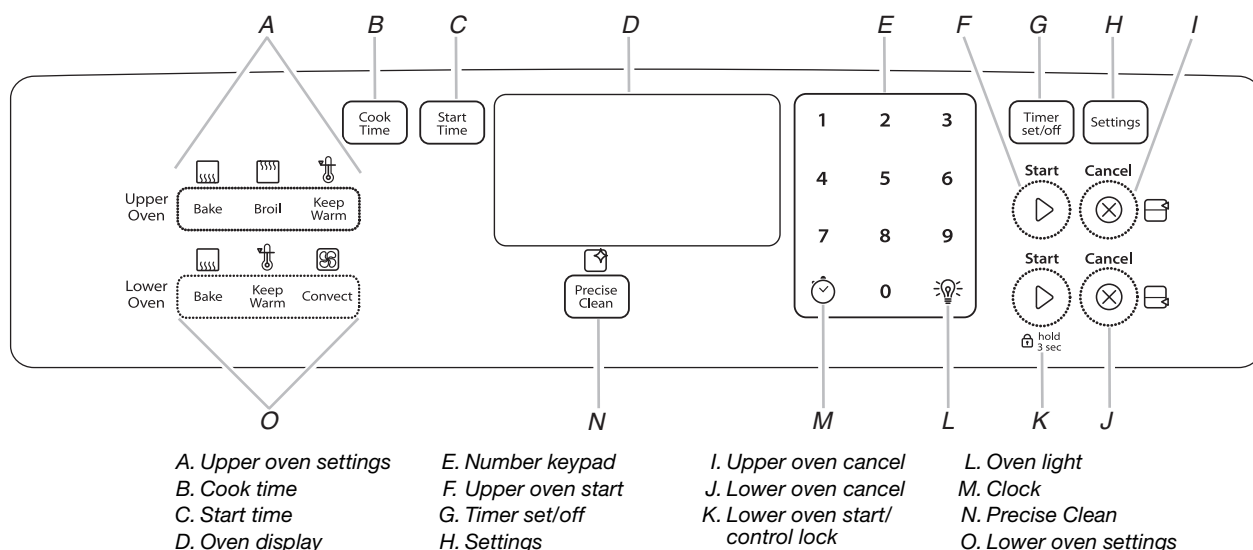 A B C D E F G H I
Cook Time
Start Time
1 2 3
Timer set/off
Settings
4 5 6
Start Cancel
Upper Oven
Bake Broil Keep Warm
7 8 9
Start Cancel
Lower Oven
Bake Keep Warm Convect
Precise Clean
0
hold 3 sec
O N M L K J
A. Upper oven settings
B. Cook time
C. Start time
D. Oven display
E. Number keypad
F. Upper oven start
G. Timer set/off
H. Settings
I. Upper oven cancel
J. Lower oven cancel
K. Lower oven start/
control lock
L. Oven light
M. Clock
N. Precise Clean
O. Lower oven settings